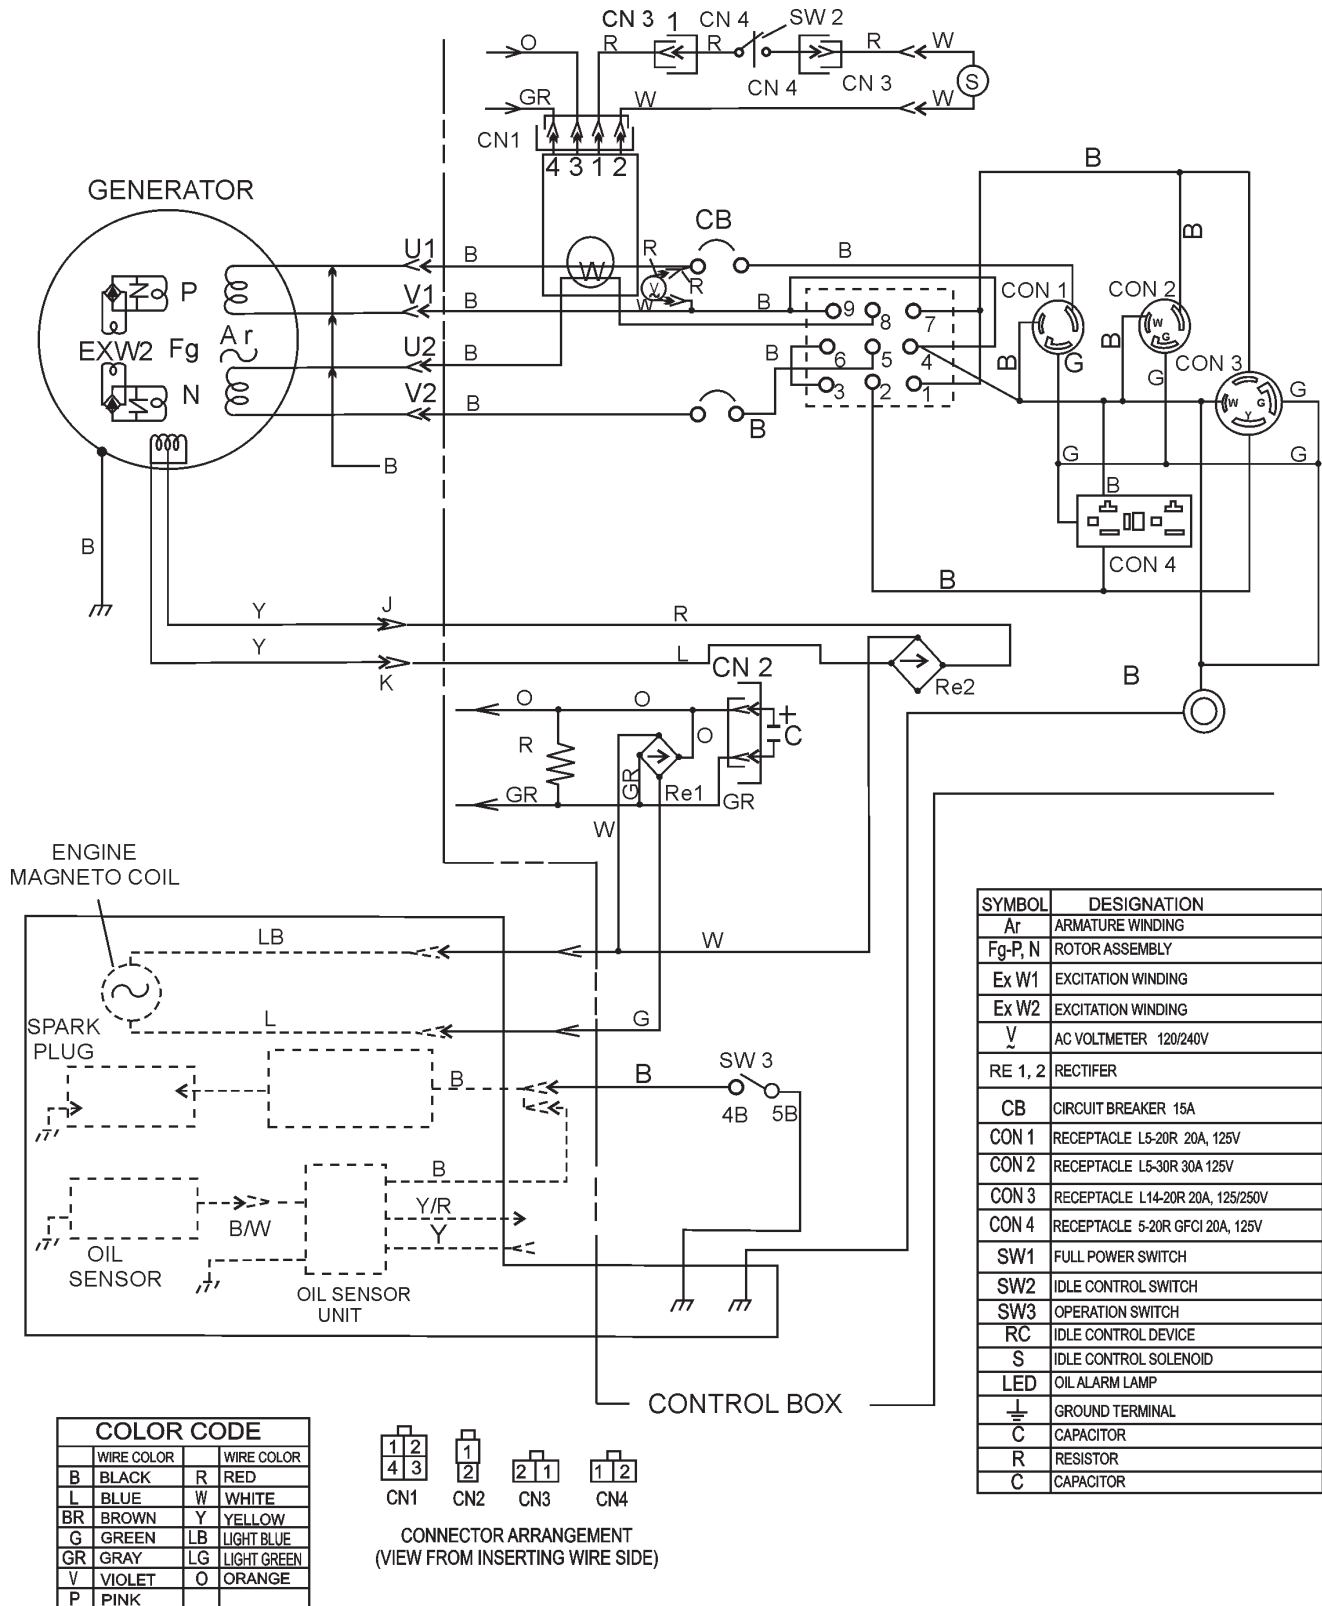 CN 3 1 CN 4 SW 2
O R R R W
CN 4 CN 3 S
GR W W
CN1
4 3 1 2
B
GENERATOR
CB
U1 B R B B
W
P V R CON 1 CON 2
V1 B W B 9 8 7
EXW2 Fg Ar W G
U2 B B 6 5 4 B B G CON 3
N G
V2 B 3 2 1 W G Y G
B
B G G
B
B CON 4
B
Y J R
Y K L
CN 2 Re2 B
O O
R O + C
GR GR Re1 GR
W
ENGINE
MAGNETO COIL
LB W
SPARK
PLUG
L G
B B SW 3
4B 5B
B
Y/R
B/W Y
OIL
SENSOR
OIL SENSOR
UNIT
CONTROL BOX
SYMBOL DESIGNATION
Ar ARMATURE WINDING
Fg-P, N ROTOR ASSEMBLY
Ex W1 EXCITATION WINDING
Ex W2 EXCITATION WINDING
V~ AC VOLTMETER 120/240V
RE 1, 2 RECTIFER
CB CIRCUIT BREAKER 15A
CON 1 RECEPTACLE L5-20R 20A, 125V
CON 2 RECEPTACLE L5-30R 30A 125V
CON 3 RECEPTACLE L14-20R 20A, 125/250V
CON 4 RECEPTACLE 5-20R GFCI 20A, 125V
SW1 FULL POWER SWITCH
SW2 IDLE CONTROL SWITCH
SW3 OPERATION SWITCH
RC IDLE CONTROL DEVICE
S IDLE CONTROL SOLENOID
LED OIL ALARM LAMP
GROUND TERMINAL
C CAPACITOR
R RESISTOR
C CAPACITOR
COLOR CODE
WIRE COLOR WIRE COLOR
B BLACK R RED
L BLUE W WHITE
BR BROWN Y YELLOW
G GREEN LB LIGHT BLUE
GR GRAY LG LIGHT GREEN
V VIOLET O ORANGE
P PINK
1 2 1 2 1 1 2
4 3 2
CN1 CN2 CN3 CN4
CONNECTOR ARRANGEMENT
(VIEW FROM INSERTING WIRE SIDE)